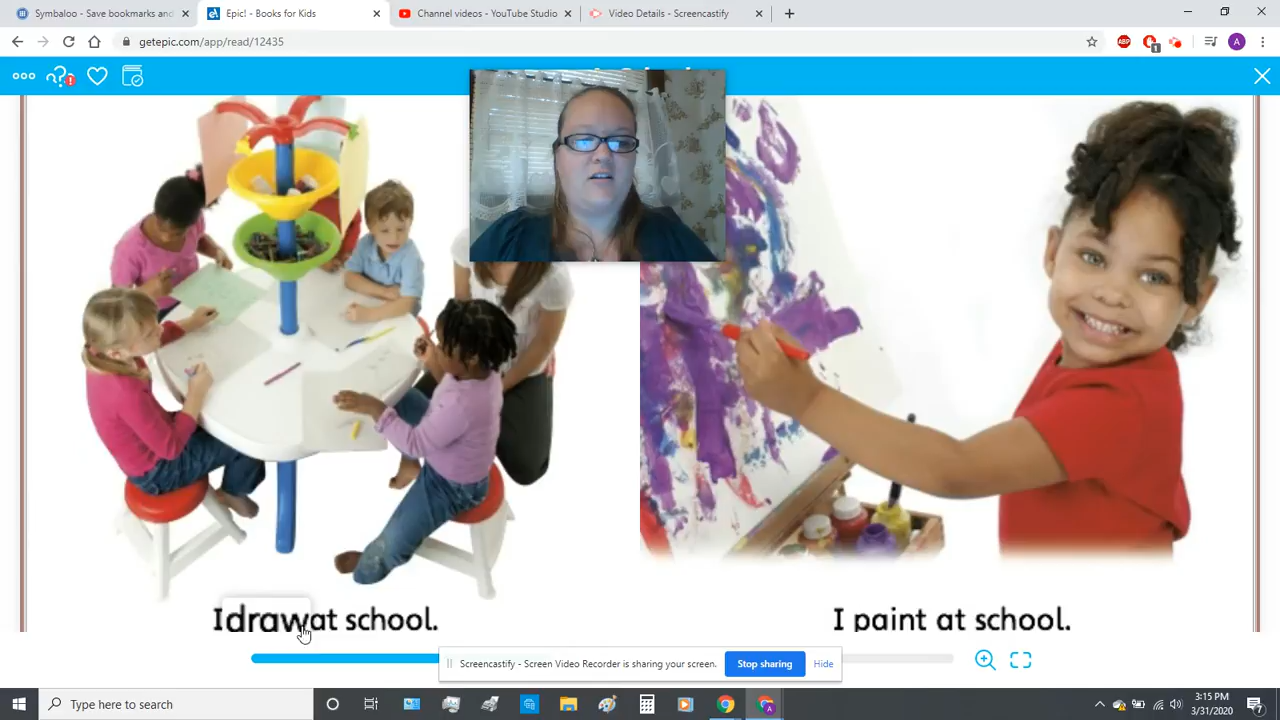 Symbaloo - Save bookmarks and
Epic! - Books for Kids
Channel videos - YouTube Studio
Video Details - Screencastify
getepic.com/app/read/12435
I draw at school.
I paint at school.
Screencastify - Screen Video Recorder is sharing your screen.
Stop sharing
Hide
Type here to search
3:15 PM
3/31/2020